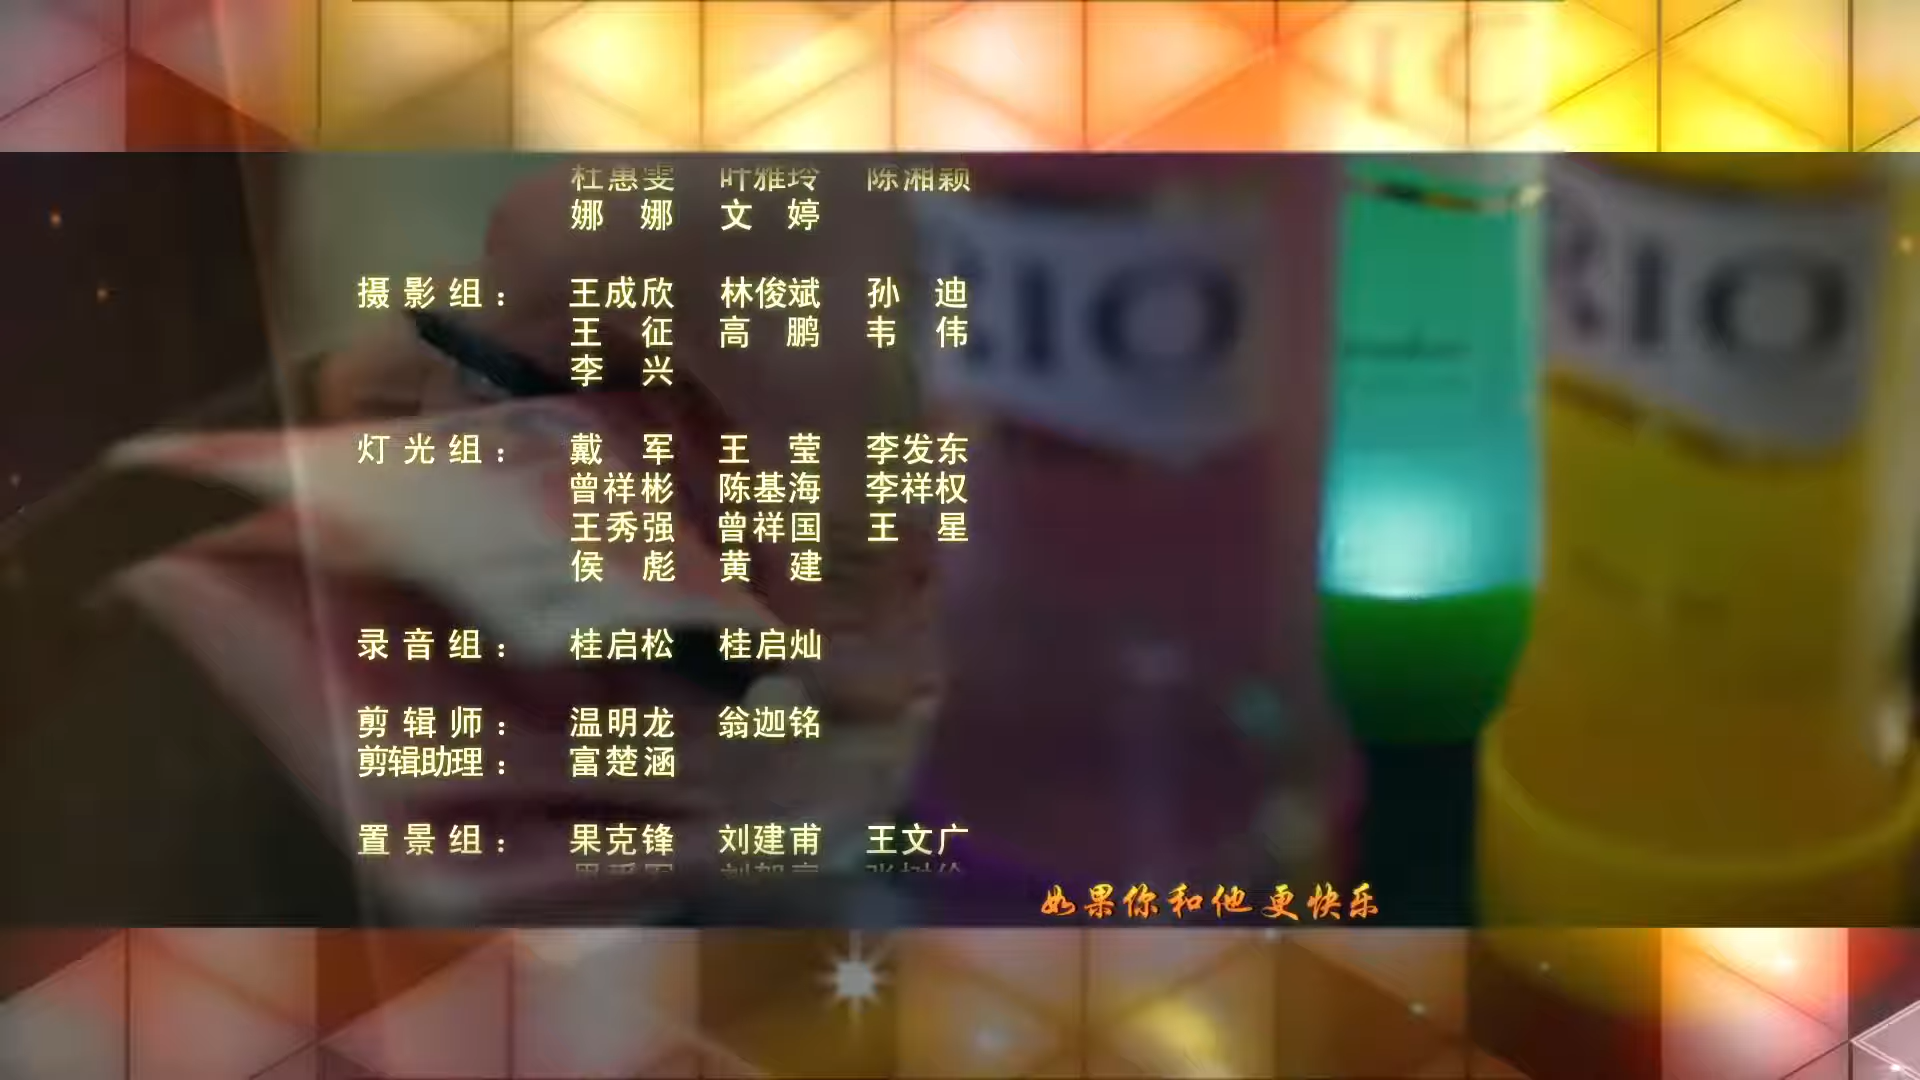 杜惠雯 叶雅玲 陈湘颖
娜 娜 文 婷
摄影组： 王成欣 林俊斌 孙 迪
王 征 高 鹏 韦 伟
李 兴
灯光组： 戴 军 王 莹 李发东
曾祥彬 陈基海 李祥权
王秀强 曾祥国 王 星
侯 彪 黄 建
录音组： 桂启松 桂启灿
剪辑师： 温明龙 翁迦铭
剪辑助理： 富楚涵
置景组： 果克锋 刘建甫 王文广
如果你和他更快乐
RIO
RIO